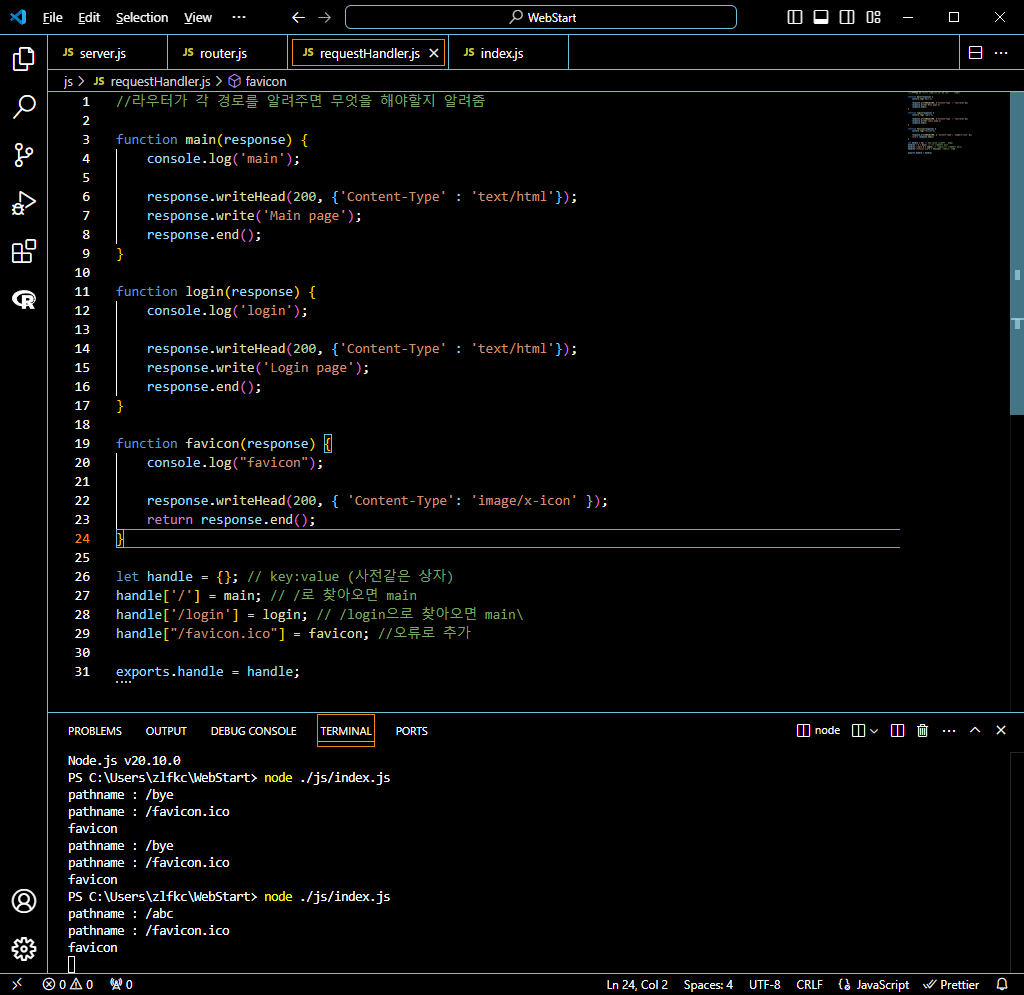 File Edit Selection View ··· WebStart
JS server.js JS router.js JS requestHandler.js JS index.js
js > JS requestHandler.js > favicon
1 //라우터가 각 경로를 알려주면 무엇을 해야할지 알려줌
2
3 function main(response) {
4 console.log('main');
5
6 response.writeHead(200, {'Content-Type' : 'text/html'});
7 response.write('Main page');
8 response.end();
9 }
10
11 function login(response) {
12 console.log('login');
13
14 response.writeHead(200, {'Content-Type' : 'text/html'});
15 response.write('Login page');
16 response.end();
17 }
18
19 function favicon(response) {
20 console.log("favicon");
21
22 response.writeHead(200, { 'Content-Type': 'image/x-icon' });
23 return response.end();
24 }
25
26 let handle = {}; // key:value (사전같은 상자)
27 handle['/'] = main; // /로 찾아오면 main
28 handle['/login'] = login; // /login으로 찾아오면 main\
29 handle["/favicon.ico"] = favicon; //오류로 추가
30
31 exports.handle = handle;
PROBLEMS OUTPUT DEBUG CONSOLE TERMINAL PORTS node
Node.js v20.10.0
PS C:\Users\zlfkc\WebStart> node ./js/index.js
pathname : /bye
pathname : /favicon.ico
favicon
pathname : /bye
pathname : /favicon.ico
favicon
PS C:\Users\zlfkc\WebStart> node ./js/index.js
pathname : /abc
pathname : /favicon.ico
favicon
0 0 0 Ln 24, Col 2 Spaces: 4 UTF-8 CRLF JavaScript Prettier